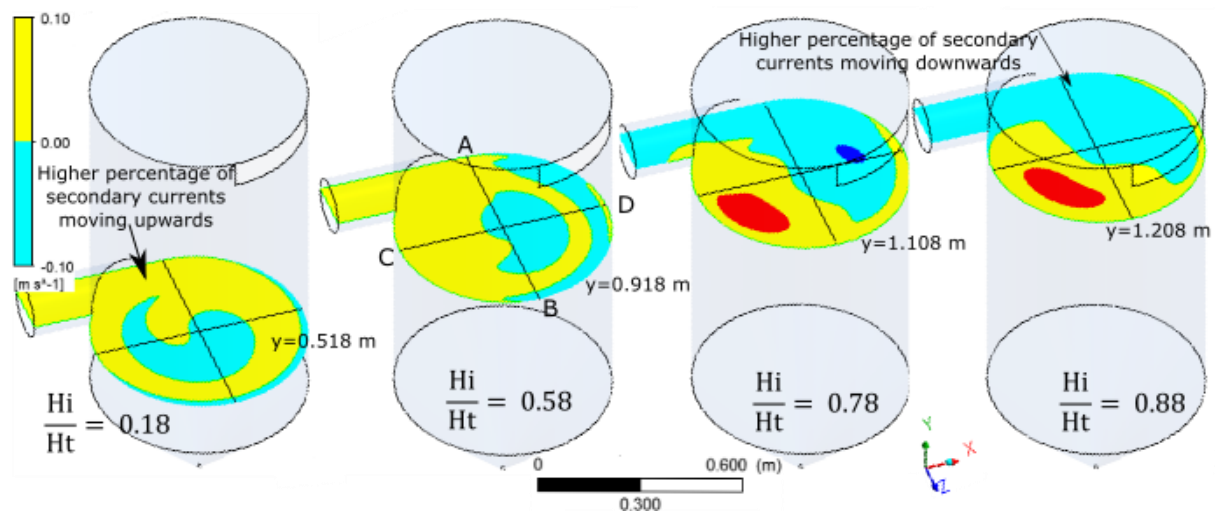 0.10
0.00
-0.10
[m s^-1]
Higher percentage of
secondary currents
moving upwards
y=0.518 m
Hi
Ht
= 0.18
A
D
C
B
y=0.918 m
Hi
Ht
= 0.58
Higher percentage of secondary
currents moving downwards
y=1.108 m
Hi
Ht
= 0.78
y=1.208 m
Hi
Ht
= 0.88
0
0.600
(m)
0.300
Y
X
Z